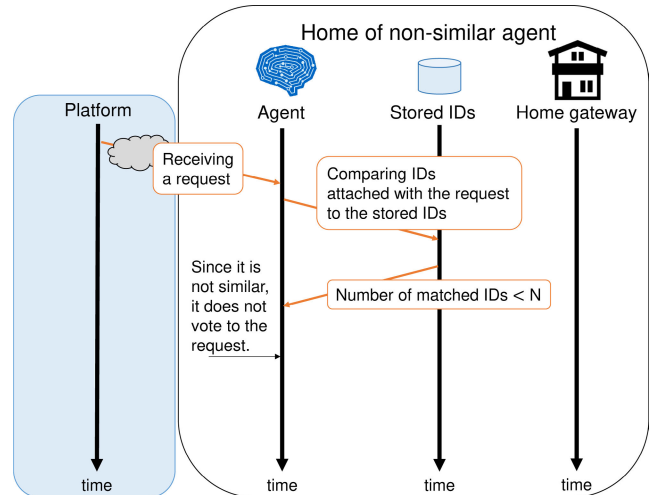 Home of non-similar agent
Platform
Agent
Stored IDs
Home gateway
Receiving
a request
Comparing IDs
attached with the request
to the stored IDs
Since it is
not similar,
it does not
vote to the
request.
Number of matched IDs < N
time
time
time
time